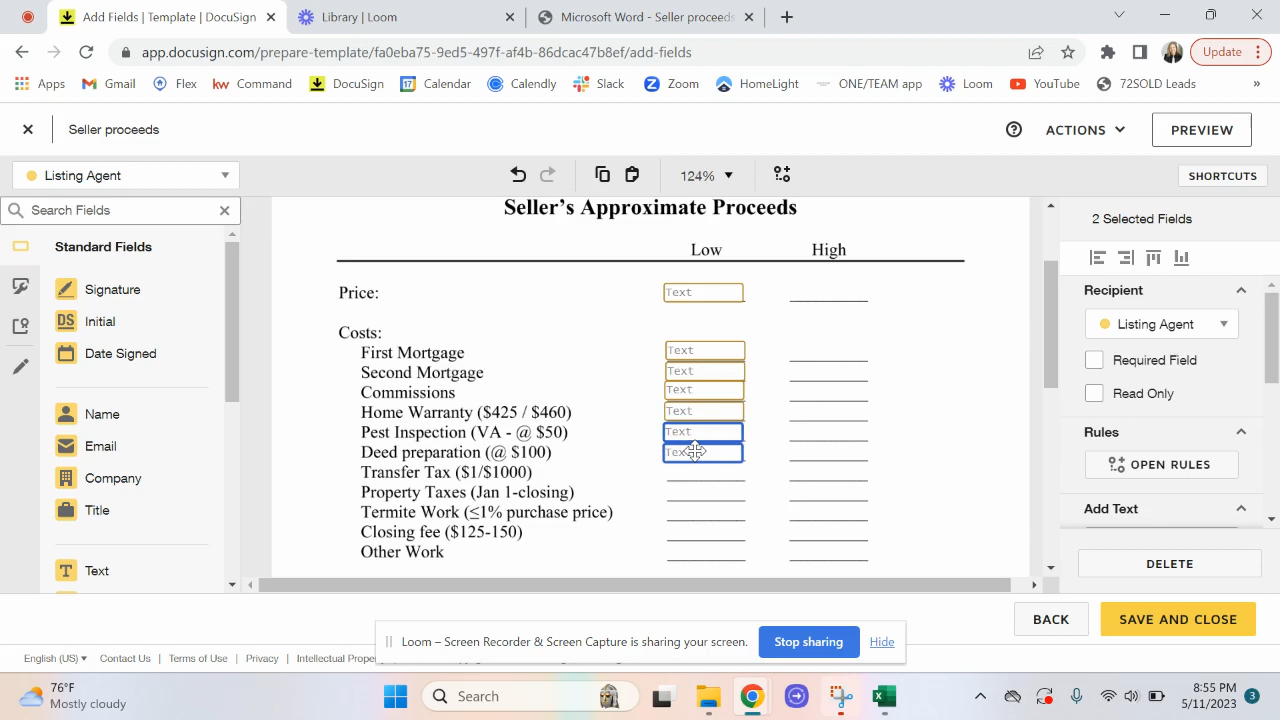 Add Fields | Template | DocuSign
Library | Loom
Microsoft Word - Seller proceeds
app.docusign.com/prepare-template/fa0eba75-9ed5-497f-af4b-86dcac47b8ef/add-fields
Update
Apps
Gmail
Flex
kw Command
DocuSign
Calendar
Calendly
Slack
Zoom
HomeLight
ONE/TEAM app
Loom
YouTube
72SOLD Leads
»
Seller proceeds
ACTIONS
PREVIEW
Listing Agent
124%
SHORTCUTS
Search Fields
Standard Fields
Signature
DS Initial
Date Signed
Name
Email
Company
Title
T Text
Seller's Approximate Proceeds
Low High
Price: Text
Costs:
First Mortgage Text
Second Mortgage Text
Commissions Text
Home Warranty ($425 / $460) Text
Pest Inspection (VA - @ $50) Text
Deed preparation (@ $100) Text
Transfer Tax ($1/$1000)
Property Taxes (Jan 1-closing)
Termite Work (≤1% purchase price)
Closing fee ($125-150)
Other Work
2 Selected Fields
Recipient
Listing Agent
Required Field
Read Only
Rules
OPEN RULES
Add Text
DELETE
BACK
SAVE AND CLOSE
Loom – Screen Recorder & Screen Capture is sharing your screen.
Stop sharing
Hide
English (US)
Contact Us
Terms of Use
Privacy
Intellectual Prope
76°F
Mostly cloudy
Search
8:55 PM
5/11/2023
3